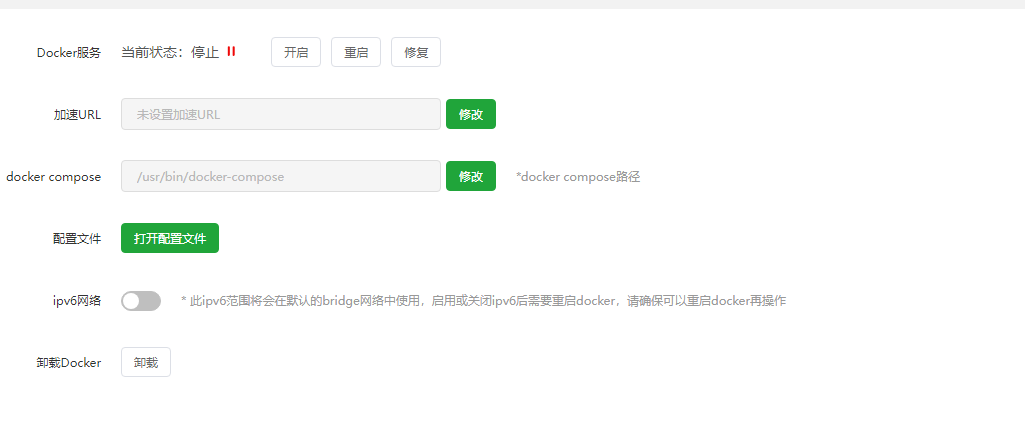 Docker服务 当前状态：停止 开启 重启 修复
加速URL 未设置加速URL 修改
docker compose /usr/bin/docker-compose 修改 *docker compose路径
配置文件 打开配置文件
ipv6网络 * 此ipv6范围将会在默认的bridge网络中使用，启用或关闭ipv6后需要重启docker，请确保可以重启docker再操作
卸载Docker 卸载